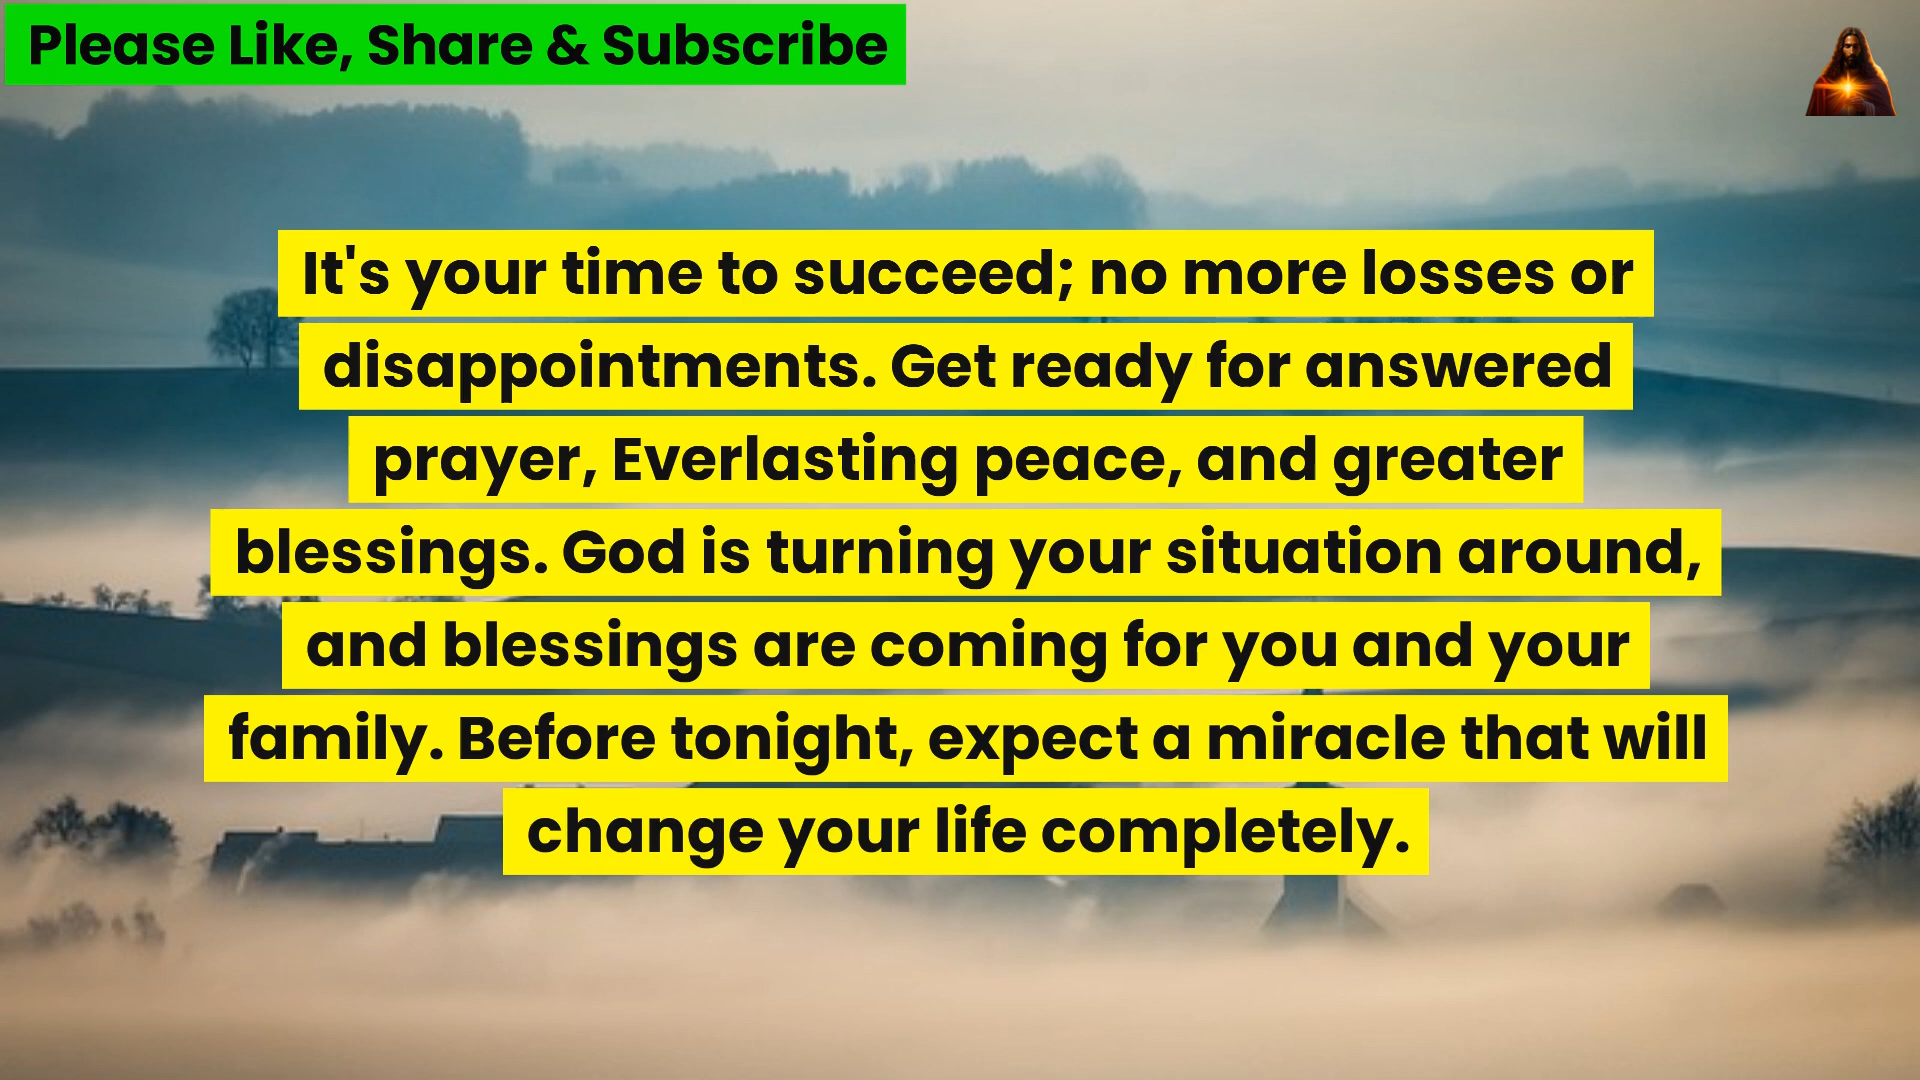 Please Like, Share & Subscribe
It's your time to succeed; no more losses or
disappointments. Get ready for answered
prayer, Everlasting peace, and greater
blessings. God is turning your situation around,
and blessings are coming for you and your
family. Before tonight, expect a miracle that will
change your life completely.